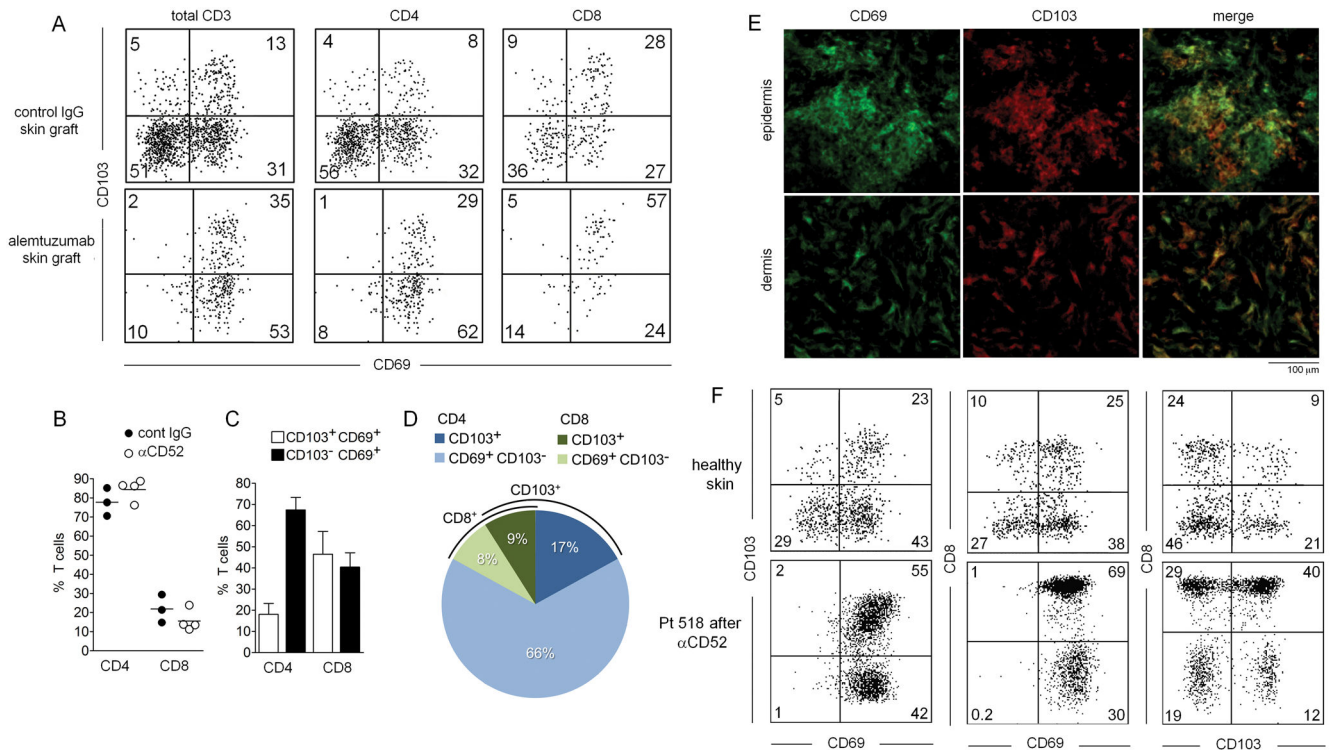 A
total CD3
CD4
CD8
control IgG
skin graft
alemtuzumab
skin graft
CD103
5
13
51
31
4
8
56
32
9
28
36
27
2
35
10
53
1
29
8
62
5
57
14
24
CD69
B
cont IgG
αCD52
% T cells
90
80
70
60
50
40
30
20
10
0
CD4
CD8
C
CD103+ CD69+
CD103- CD69+
% T cells
80
70
60
50
40
30
20
10
0
CD4
CD8
D
CD4
CD8
CD103+
CD103+
CD69+ CD103-
CD69+ CD103-
CD103+
CD8+
9%
17%
8%
66%
E
CD69
CD103
merge
epidermis
dermis
100 µm
F
healthy
skin
Pt 518 after
αCD52
CD103
5
23
29
43
2
55
1
42
CD69
CD8
10
25
27
38
1
69
0.2
30
CD69
CD8
24
9
46
21
29
40
19
12
CD103